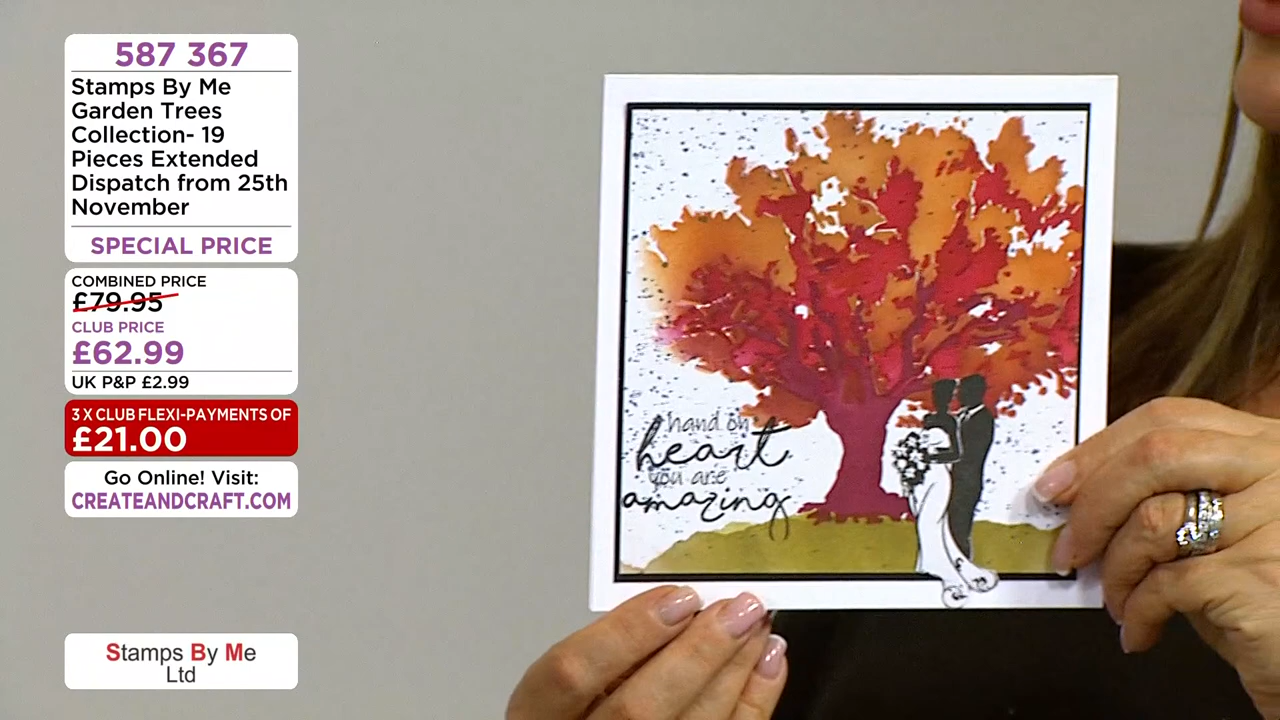 587 367
Stamps By Me
Garden Trees
Collection- 19
Pieces Extended
Dispatch from 25th
November
SPECIAL PRICE
COMBINED PRICE
£79.95
CLUB PRICE
£62.99
UK P&P £2.99
3 X CLUB FLEXI-PAYMENTS OF
£21.00
Go Online! Visit:
CREATEANDCRAFT.COM
Stamps By Me
Ltd
hand on
heart
you are
amazing